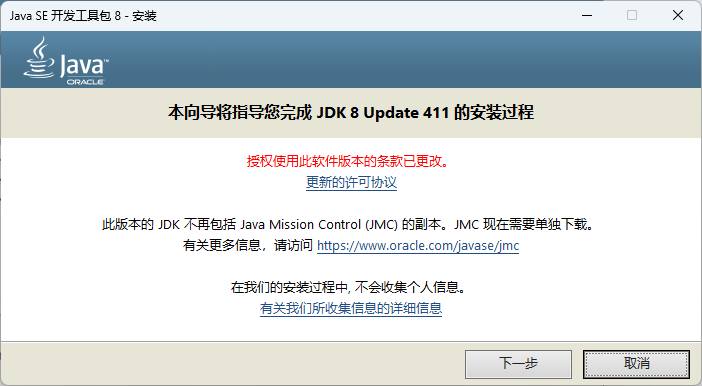 Java SE 开发工具包 8 - 安装
Java™
ORACLE
本向导将指导您完成 JDK 8 Update 411 的安装过程
授权使用此软件版本的条款已更改。
更新的许可协议
此版本的 JDK 不再包括 Java Mission Control (JMC) 的副本。JMC 现在需要单独下载。
有关更多信息，请访问 https://www.oracle.com/javase/jmc
在我们的安装过程中, 不会收集个人信息。
有关我们所收集信息的详细信息
下一步
取消